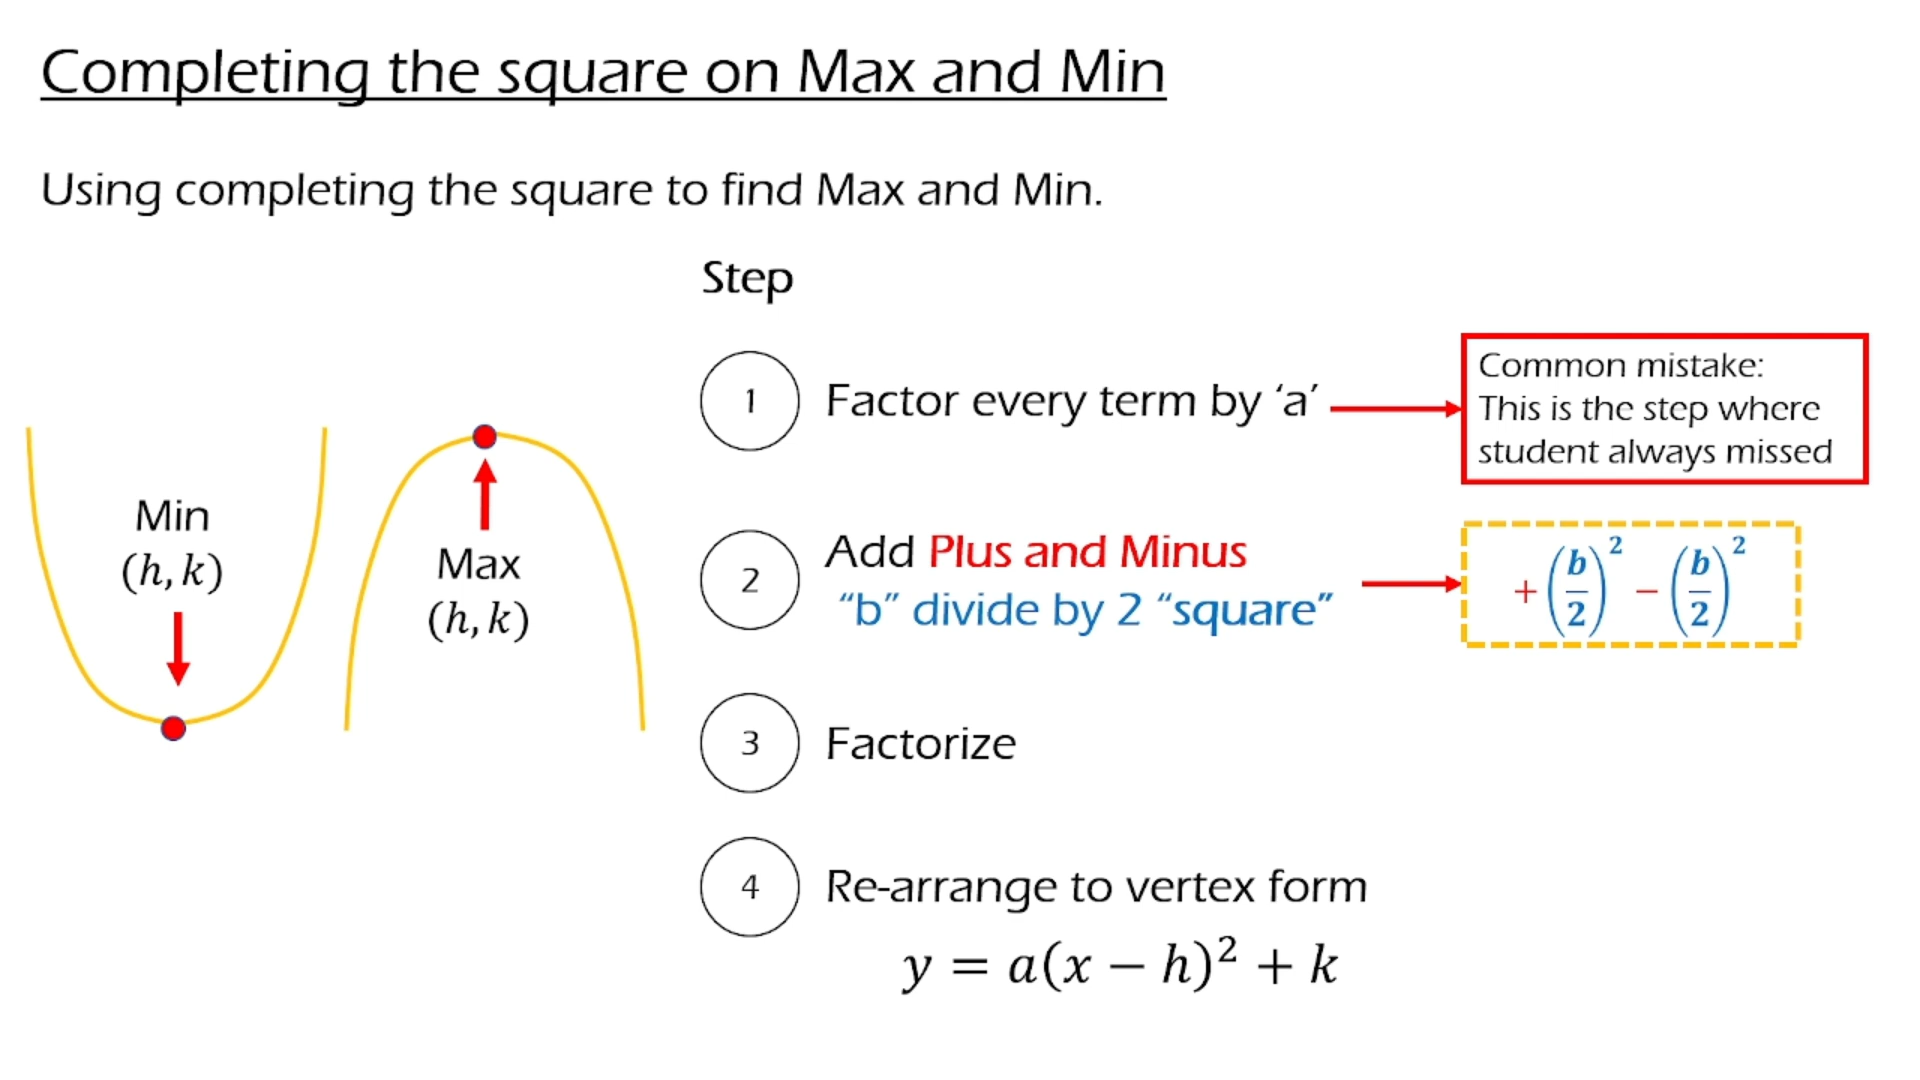 Completing the square on Max and Min
Using completing the square to find Max and Min.
Min
(h, k)
Max
(h, k)
Step
1 Factor every term by ‘a’
Common mistake:
This is the step where
student always missed
2 Add Plus and Minus
“b” divide by 2 “square”
+(b/2)² −(b/2)²
3 Factorize
4 Re-arrange to vertex form
y = a(x − h)² + k